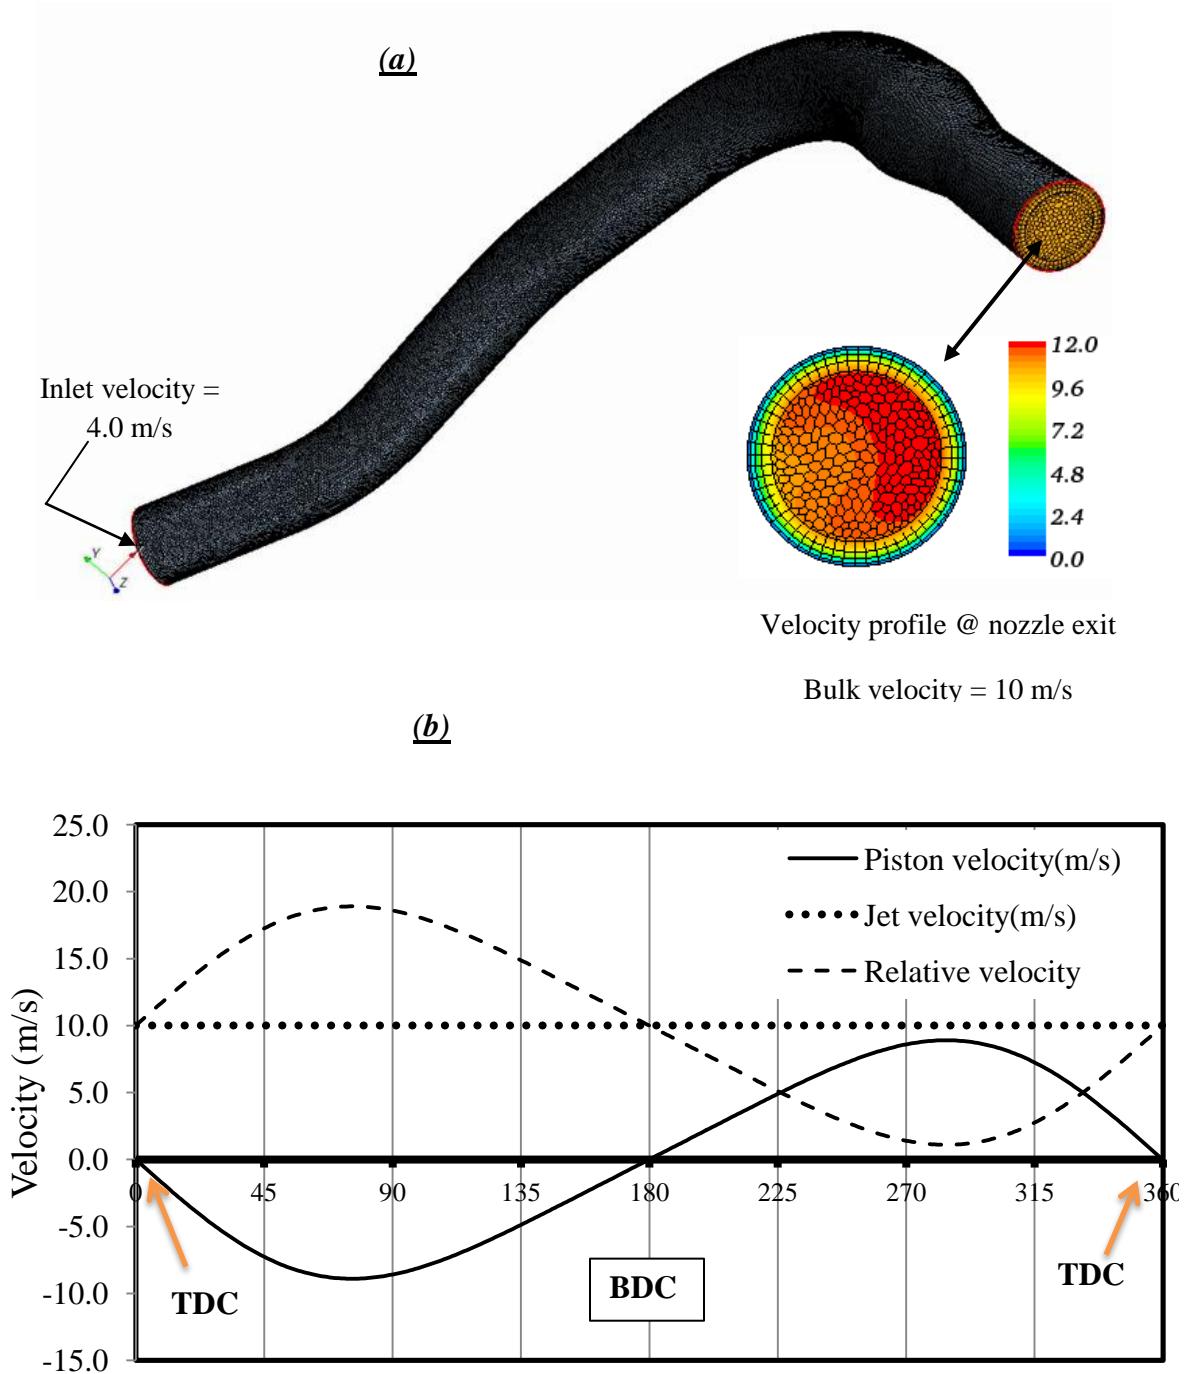 (a)
Inlet velocity =
4.0 m/s
Y
Z
12.0
9.6
7.2
4.8
2.4
0.0
Velocity profile @ nozzle exit
Bulk velocity = 10 m/s
(b)
25.0
20.0
15.0
10.0
5.0
0.0
-5.0
-10.0
-15.0
Velocity (m/s)
Piston velocity(m/s)
Jet velocity(m/s)
Relative velocity
0 45 90 135 180 225 270 315 360
TDC
BDC
TDC